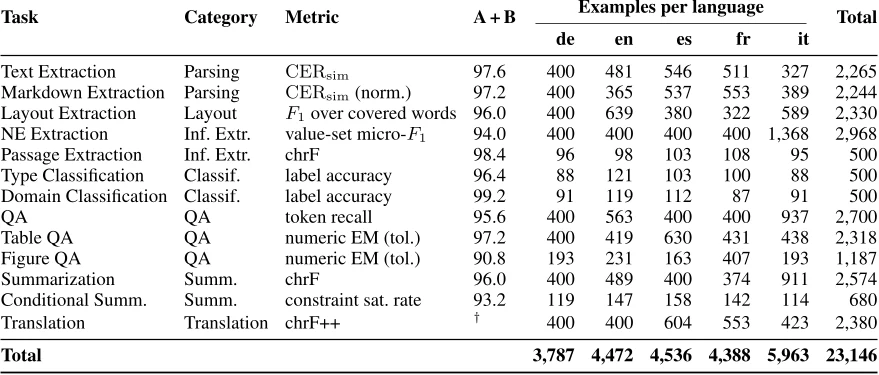 Task Category Metric A + B Examples per language Total
de en es fr it
Text Extraction Parsing CERsim 97.6 400 481 546 511 327 2,265
Markdown Extraction Parsing CERsim (norm.) 97.2 400 365 537 553 389 2,244
Layout Extraction Layout F1 over covered words 96.0 400 639 380 322 589 2,330
NE Extraction Inf. Extr. value-set micro-F1 94.0 400 400 400 400 1,368 2,968
Passage Extraction Inf. Extr. chrF 98.4 96 98 103 108 95 500
Type Classification Classif. label accuracy 96.4 88 121 103 100 88 500
Domain Classification Classif. label accuracy 99.2 91 119 112 87 91 500
QA QA token recall 95.6 400 563 400 400 937 2,700
Table QA QA numeric EM (tol.) 97.2 400 419 630 431 438 2,318
Figure QA QA numeric EM (tol.) 90.8 193 231 163 407 193 1,187
Summarization Summ. chrF 96.0 400 489 400 374 911 2,574
Conditional Summ. Summ. constraint sat. rate 93.2 119 147 158 142 114 680
Translation Translation chrF++ † 400 400 604 553 423 2,380
Total 3,787 4,472 4,536 4,388 5,963 23,146